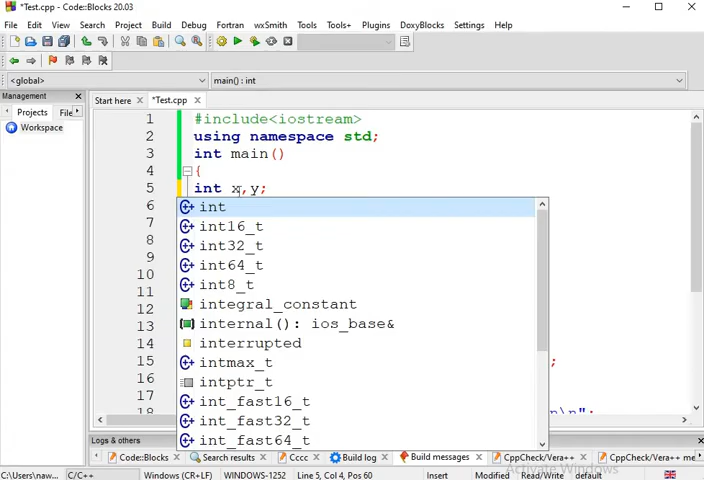 *Test.cpp - Code::Blocks 20.03
File Edit View Search Project Build Debug Fortran wxSmith Tools Tools+ Plugins DoxyBlocks Settings Help
<global> main() : int
Management
Projects File
Workspace
Start here *Test.cpp
1 #include<iostream>
2 using namespace std;
3 int main()
4 {
5 int x,y;
6 int
7 int16_t
8 int32_t
9 int64_t
10 int8_t
11 integral_constant
12 internal(): ios_base&
13 interrupted
14 intmax_t
15 ;
intptr_t
16
17 int_fast16_t
18 \n\n";
int_fast32_t
int_fast64_t
Logs & others
Code::Blocks Search results Cccc Build log Build messages CppCheck/Vera++ CppCheck/Vera++ me
Activate Windows
C:\Users\naw... C/C++ Windows (CR+LF) WINDOWS-1252 Line 5, Col 4, Pos 60 Insert Modified Read/Write default